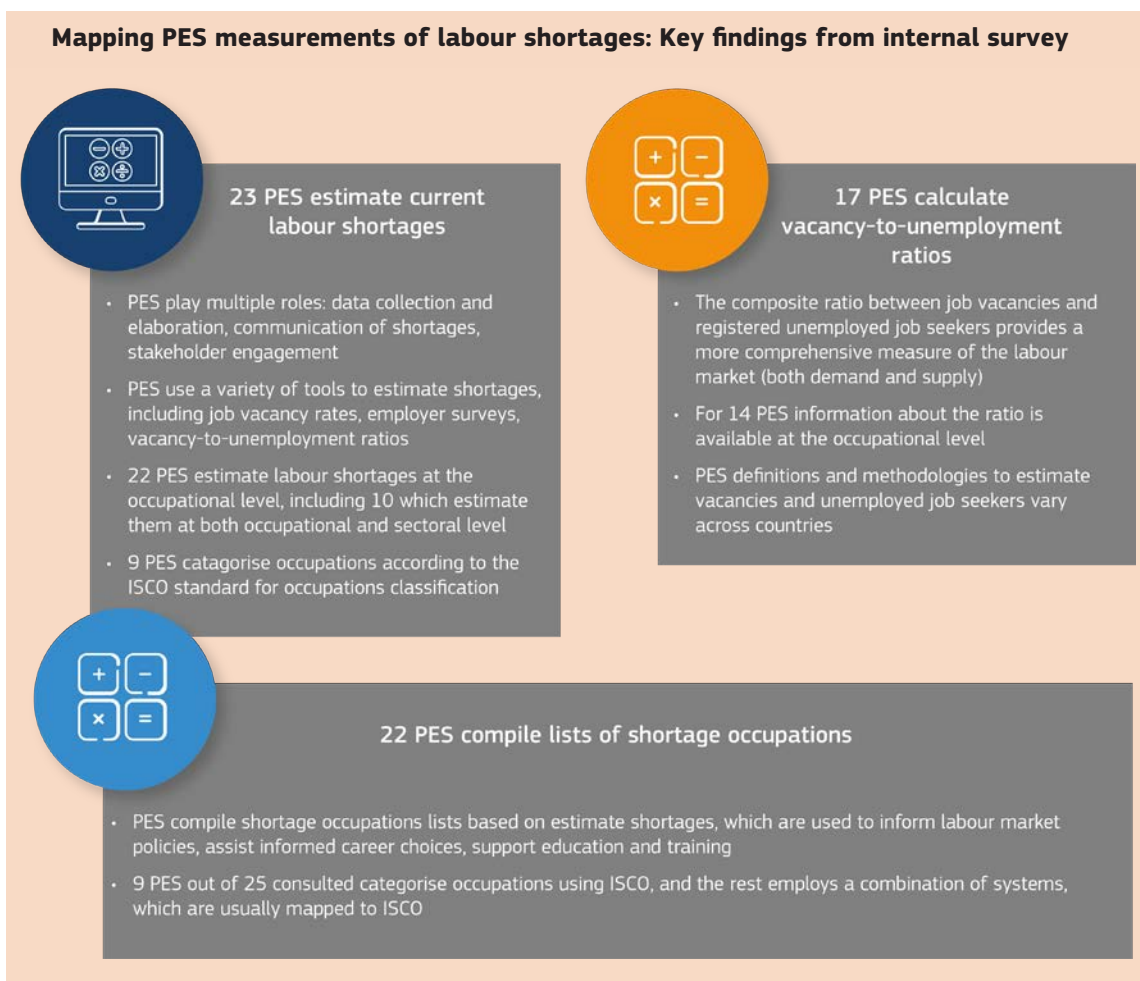 Mapping PES measurements of labour shortages: Key findings from internal survey
23 PES estimate current
labour shortages
• PES play multiple roles: data collection and
elaboration, communication of shortages,
stakeholder engagement
• PES use a variety of tools to estimate shortages,
including job vacancy rates, employer surveys,
vacancy-to-unemployment ratios
• 22 PES estimate labour shortages at the
occupational level, including 10 which estimate
them at both occupational and sectoral level
• 9 PES catagorise occupations according to the
ISCO standard for occupations classification
17 PES calculate
vacancy-to-unemployment
ratios
• The composite ratio between job vacancies and
registered unemployed job seekers provides a
more comprehensive measure of the labour
market (both demand and supply)
• For 14 PES information about the ratio is
available at the occupational level
• PES definitions and methodologies to estimate
vacancies and unemployed job seekers vary
across countries
22 PES compile lists of shortage occupations
• PES compile shortage occupations lists based on estimate shortages, which are used to inform labour market
policies, assist informed career choices, support education and training
• 9 PES out of 25 consulted categorise occupations using ISCO, and the rest employs a combination of systems,
which are usually mapped to ISCO